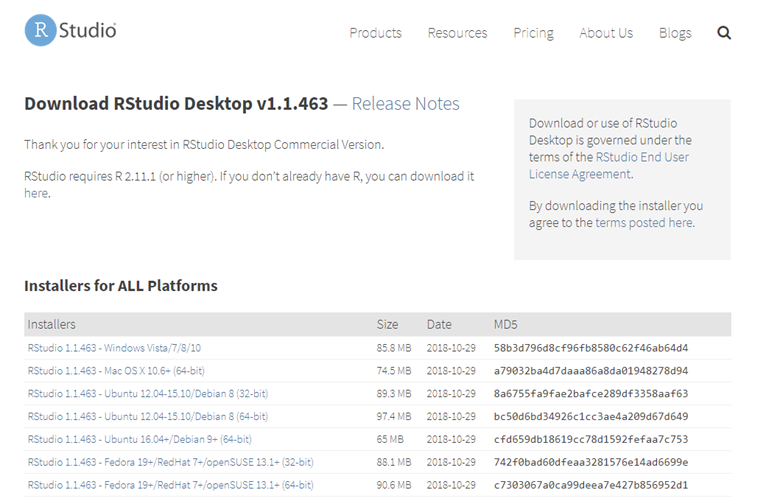 R Studio®
Products Resources Pricing About Us Blogs
Download RStudio Desktop v1.1.463 — Release Notes
Thank you for your interest in RStudio Desktop Commercial Version.
RStudio requires R 2.11.1 (or higher). If you don't already have R, you can download it
here.
Download or use of RStudio
Desktop is governed under the
terms of the RStudio End User
License Agreement.
By downloading the installer you
agree to the terms posted here.
Installers for ALL Platforms
Installers Size Date MD5
RStudio 1.1.463 - Windows Vista/7/8/10 85.8 MB 2018-10-29 58b3d796d8cf96fb8580c62f46ab64d4
RStudio 1.1.463 - Mac OS X 10.6+ (64-bit) 74.5 MB 2018-10-29 a79032ba4d7daaa86a8da01948278d94
RStudio 1.1.463 - Ubuntu 12.04-15.10/Debian 8 (32-bit) 89.3 MB 2018-10-29 8a6755fa9fae2bafce289df3358aaf63
RStudio 1.1.463 - Ubuntu 12.04-15.10/Debian 8 (64-bit) 97.4 MB 2018-10-29 bc50d6bd34926c1cc3ae4a209d67d649
RStudio 1.1.463 - Ubuntu 16.04+/Debian 9+ (64-bit) 65 MB 2018-10-29 cfd659db18619cc78d1592fefaa7c753
RStudio 1.1.463 - Fedora 19+/RedHat 7+/openSUSE 13.1+ (32-bit) 88.1 MB 2018-10-29 742f0bad60dfeaa3281576e14ad6699e
RStudio 1.1.463 - Fedora 19+/RedHat 7+/openSUSE 13.1+ (64-bit) 90.6 MB 2018-10-29 c7303067a0ca99deea7e427b856952d1